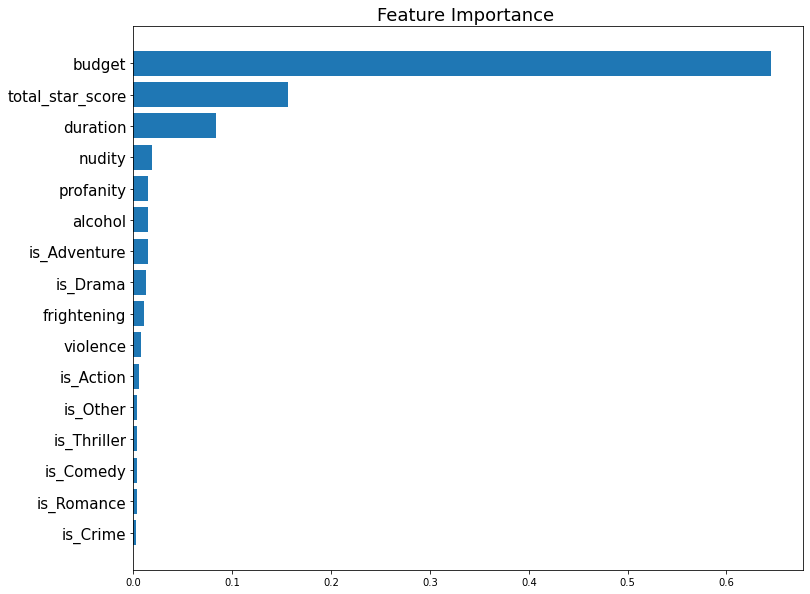 Feature Importance
budget
total_star_score
duration
nudity
profanity
alcohol
is_Adventure
is_Drama
frightening
violence
is_Action
is_Other
is_Thriller
is_Comedy
is_Romance
is_Crime
0.0 0.1 0.2 0.3 0.4 0.5 0.6